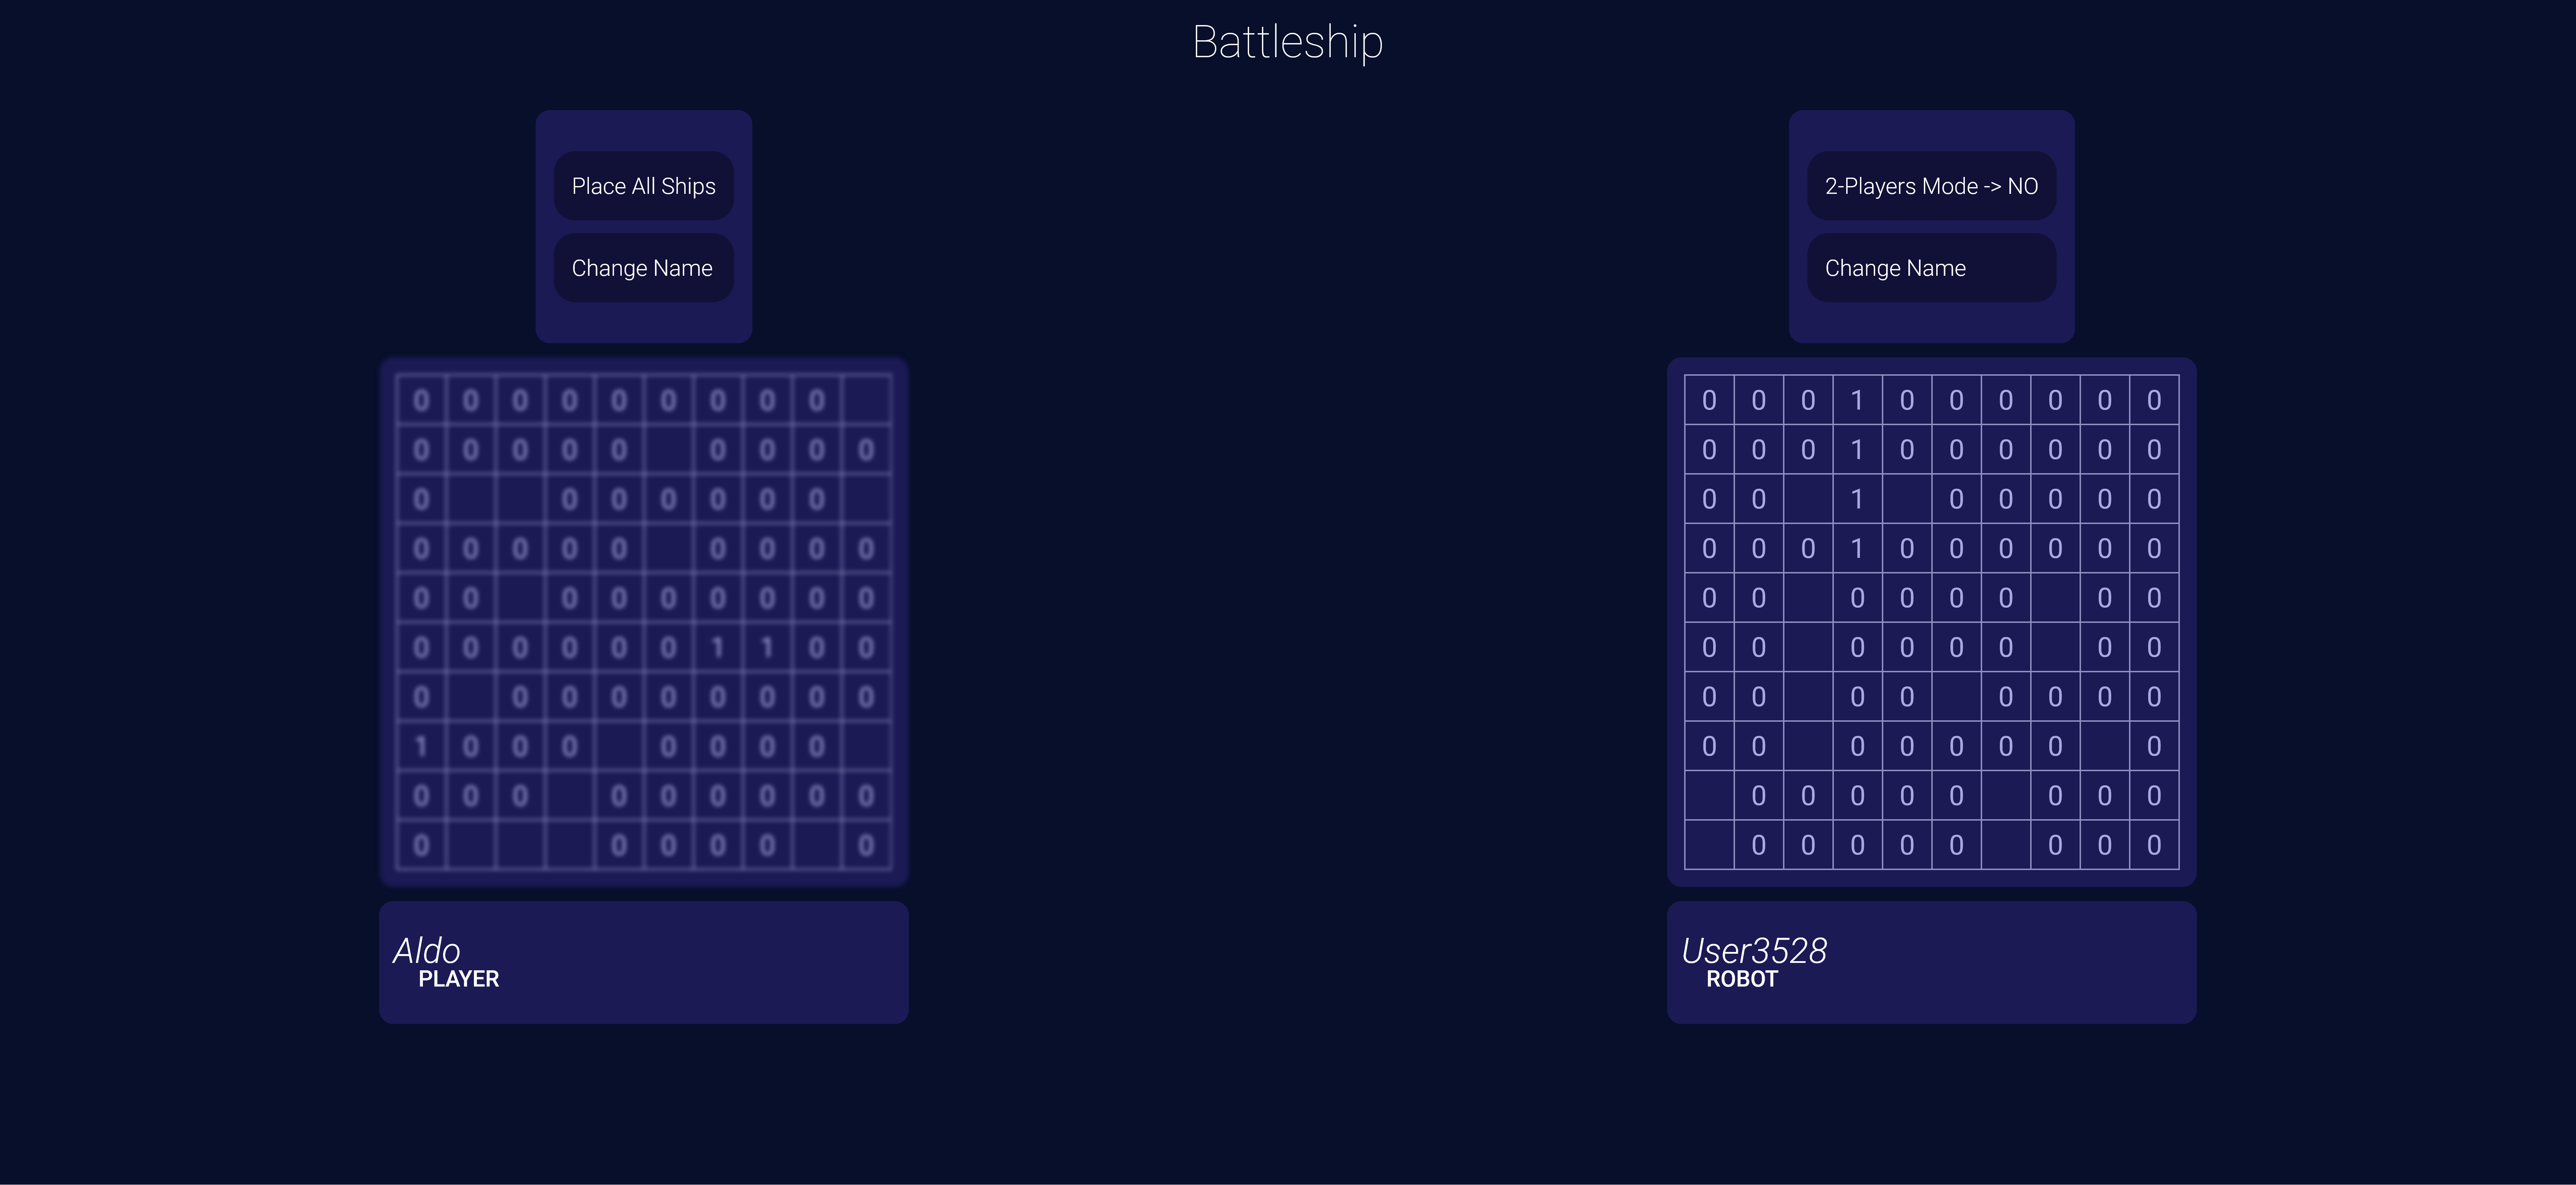 Battleship
Place All Ships
Change Name
2-Players Mode -> NO
Change Name
0 0 0 0 0 0 0 0 0
0 0 0 0 0 0 0 0 0
0 0 0 0 0 0 0
0 0 0 0 0 0 0 0 0
0 0 0 0 0 0 0 0 0
0 0 0 0 0 0 1 1 0 0
0 0 0 0 0 0 0 0 0
1 0 0 0 0 0 0 0
0 0 0 0 0 0 0 0 0
0 0 0 0 0 0
0 0 0 1 0 0 0 0 0 0
0 0 0 1 0 0 0 0 0 0
0 0 1 0 0 0 0 0
0 0 0 1 0 0 0 0 0 0
0 0 0 0 0 0 0 0
0 0 0 0 0 0 0 0
0 0 0 0 0 0 0 0
0 0 0 0 0 0 0 0
0 0 0 0 0 0 0 0
0 0 0 0 0 0 0 0
Aldo
PLAYER
User3528
ROBOT